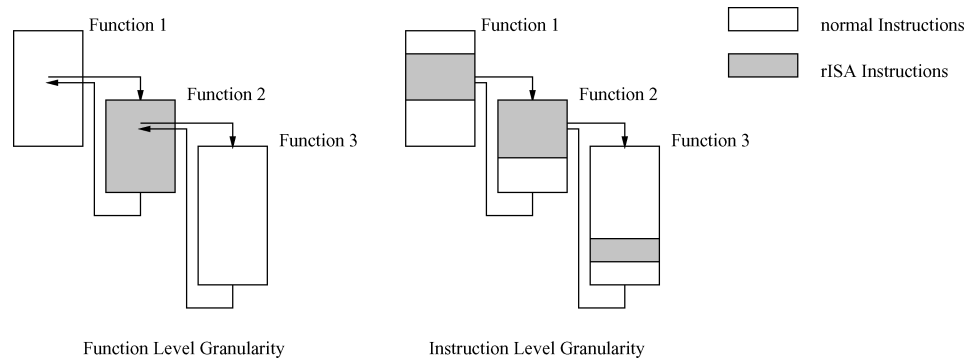 Function 1
Function 2
Function 3
Function Level Granularity
Function 1
Function 2
Function 3
Instruction Level Granularity
normal Instructions
rISA Instructions